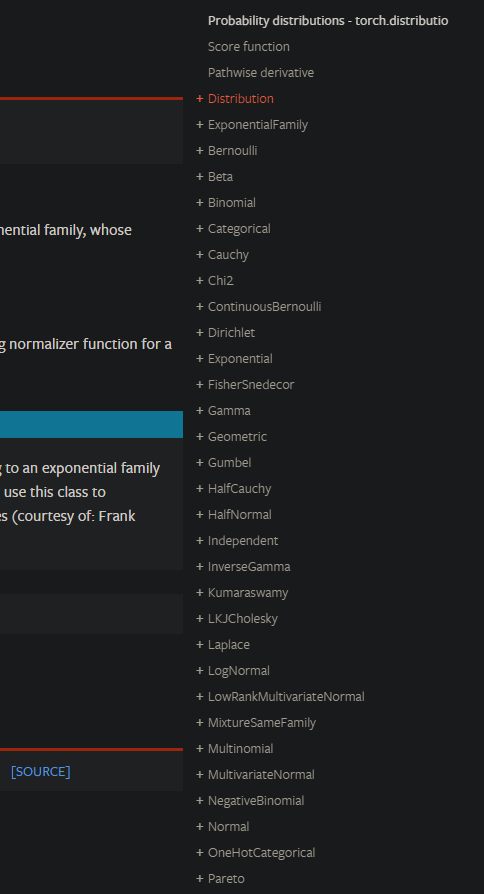 Probability distributions - torch.distributio
Score function
Pathwise derivative
+ Distribution
+ ExponentialFamily
+ Bernoulli
+ Beta
+ Binomial
+ Categorical
+ Cauchy
+ Chi2
+ ContinuousBernoulli
+ Dirichlet
+ Exponential
+ FisherSnedecor
+ Gamma
+ Geometric
+ Gumbel
+ HalfCauchy
+ HalfNormal
+ Independent
+ InverseGamma
+ Kumaraswamy
+ LKJCholesky
+ Laplace
+ LogNormal
+ LowRankMultivariateNormal
+ MixtureSameFamily
+ Multinomial
+ MultivariateNormal
+ NegativeBinomial
+ Normal
+ OneHotCategorical
+ Pareto
nential family, whose
g normalizer function for a
g to an exponential family
use this class to
es (courtesy of: Frank
[SOURCE]